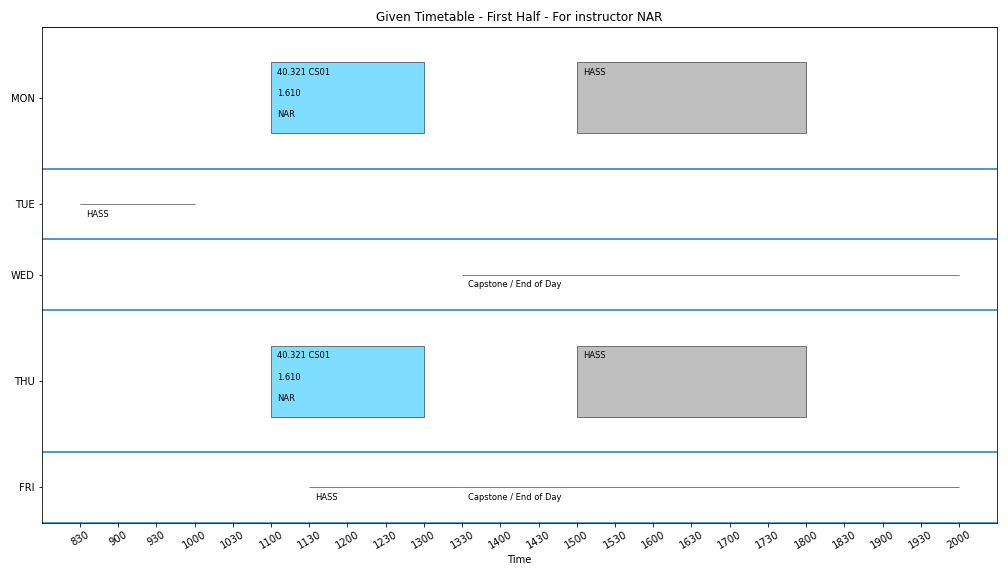 Given Timetable - First Half - For instructor NAR
MON
40.321 CS01
1.610
NAR
HASS
TUE
HASS
WED
Capstone / End of Day
THU
40.321 CS01
1.610
NAR
HASS
FRI
HASS
Capstone / End of Day
830 900 930 1000 1030 1100 1130 1200 1230 1300 1330 1400 1430 1500 1530 1600 1630 1700 1730 1800 1830 1900 1930 2000
Time